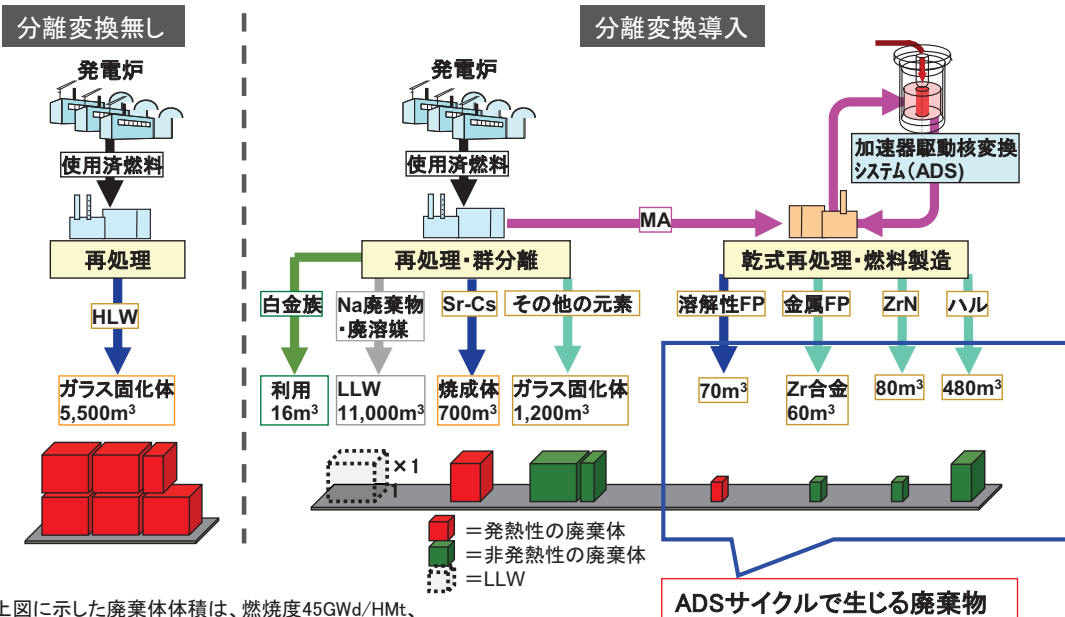 分離変換無し
分離変換導入
発電炉
使用済燃料
再処理
HLW
ガラス固化体
5,500m³
発電炉
使用済燃料
MA
加速器駆動核変換
システム(ADS)
再処理・群分離
乾式再処理・燃料製造
白金族
Na廃棄物
・廃溶媒
Sr-Cs
その他の元素
溶解性FP
金属FP
ZrN
ハル
利用
16m³
LLW
11,000m³
焼成体
700m³
ガラス固化体
1,200m³
70m³
Zr合金
60m³
80m³
480m³
×1
1
=発熱性の廃棄体
=非発熱性の廃棄体
=LLW
上図に示した廃棄体体積は、燃焼度45GWd/HMt、
ADSサイクルで生じる廃棄物